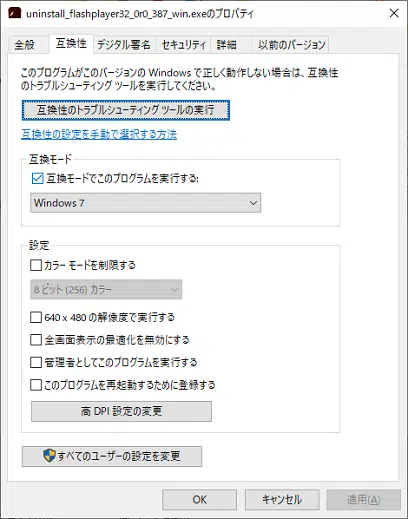 uninstall_flashplayer32_0r0_387_win.exeのプロパティ
全般
互換性
デジタル署名
セキュリティ
詳細
以前のバージョン
このプログラムがこのバージョンの Windows で正しく動作しない場合は、互換性
のトラブルシューティング ツールを実行してください。
互換性のトラブルシューティング ツールの実行
互換性の設定を手動で選択する方法
互換モード
互換モードでこのプログラムを実行する:
Windows 7
設定
カラー モードを制限する
8 ビット (256) カラー
640 x 480 の解像度で実行する
全画面表示の最適化を無効にする
管理者としてこのプログラムを実行する
このプログラムを再起動するために登録する
高 DPI 設定の変更
すべてのユーザーの設定を変更
OK
キャンセル
適用(A)